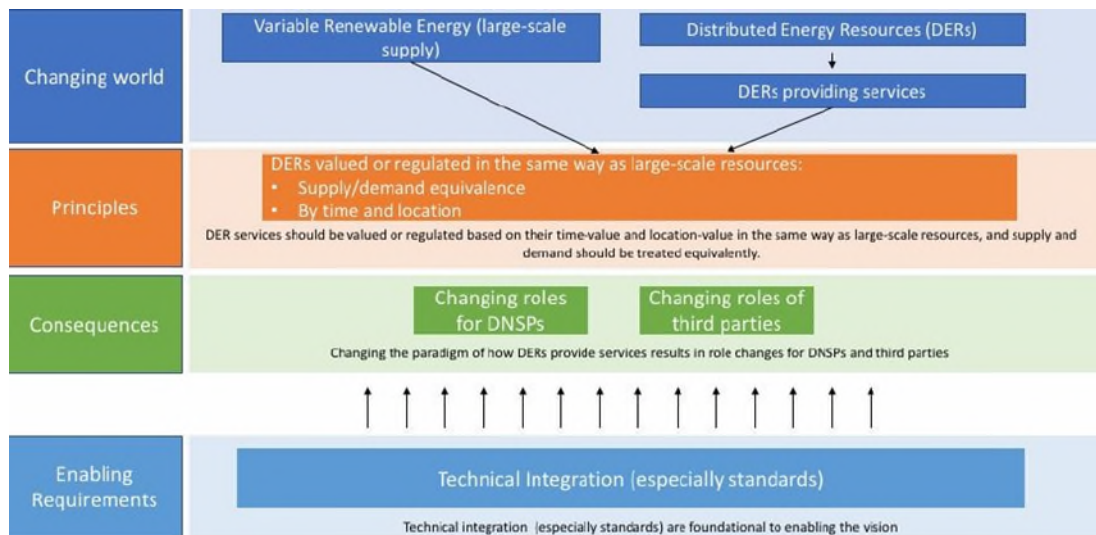 Changing world
Variable Renewable Energy (large-scale
supply)
Distributed Energy Resources (DERs)
DERs providing services
Principles
DERs valued or regulated in the same way as large-scale resources:
• Supply/demand equivalence
• By time and location
DER services should be valued or regulated based on their time-value and location-value in the same way as large-scale resources, and supply and
demand should be treated equivalently.
Consequences
Changing roles
for DNSPs
Changing roles of
third parties
Changing the paradigm of how DERs provide services results in role changes for DNSPs and third parties
Enabling
Requirements
Technical Integration (especially standards)
Technical integration (especially standards) are foundational to enabling the vision